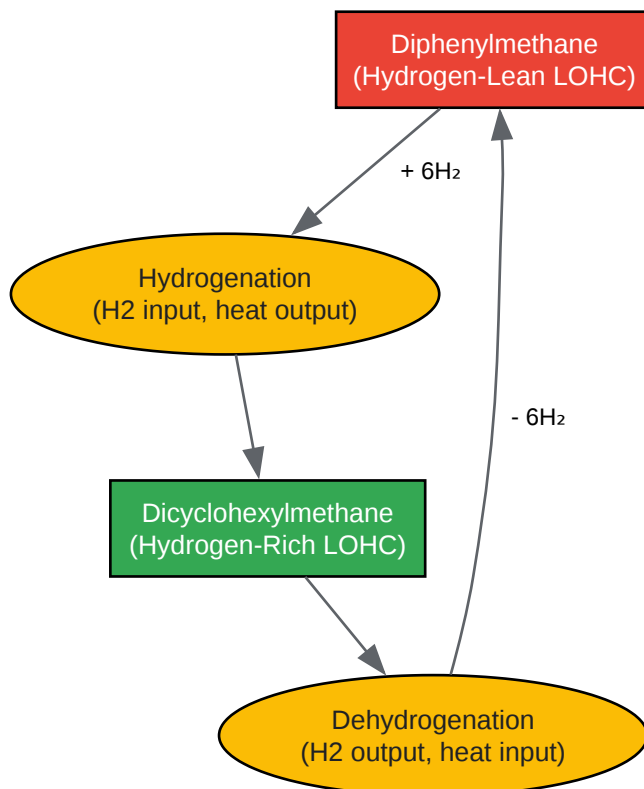 Diphenylmethane
(Hydrogen-Lean LOHC)
+ 6H₂
Hydrogenation
(H2 input, heat output)
- 6H₂
Dicyclohexylmethane
(Hydrogen-Rich LOHC)
Dehydrogenation
(H2 output, heat input)